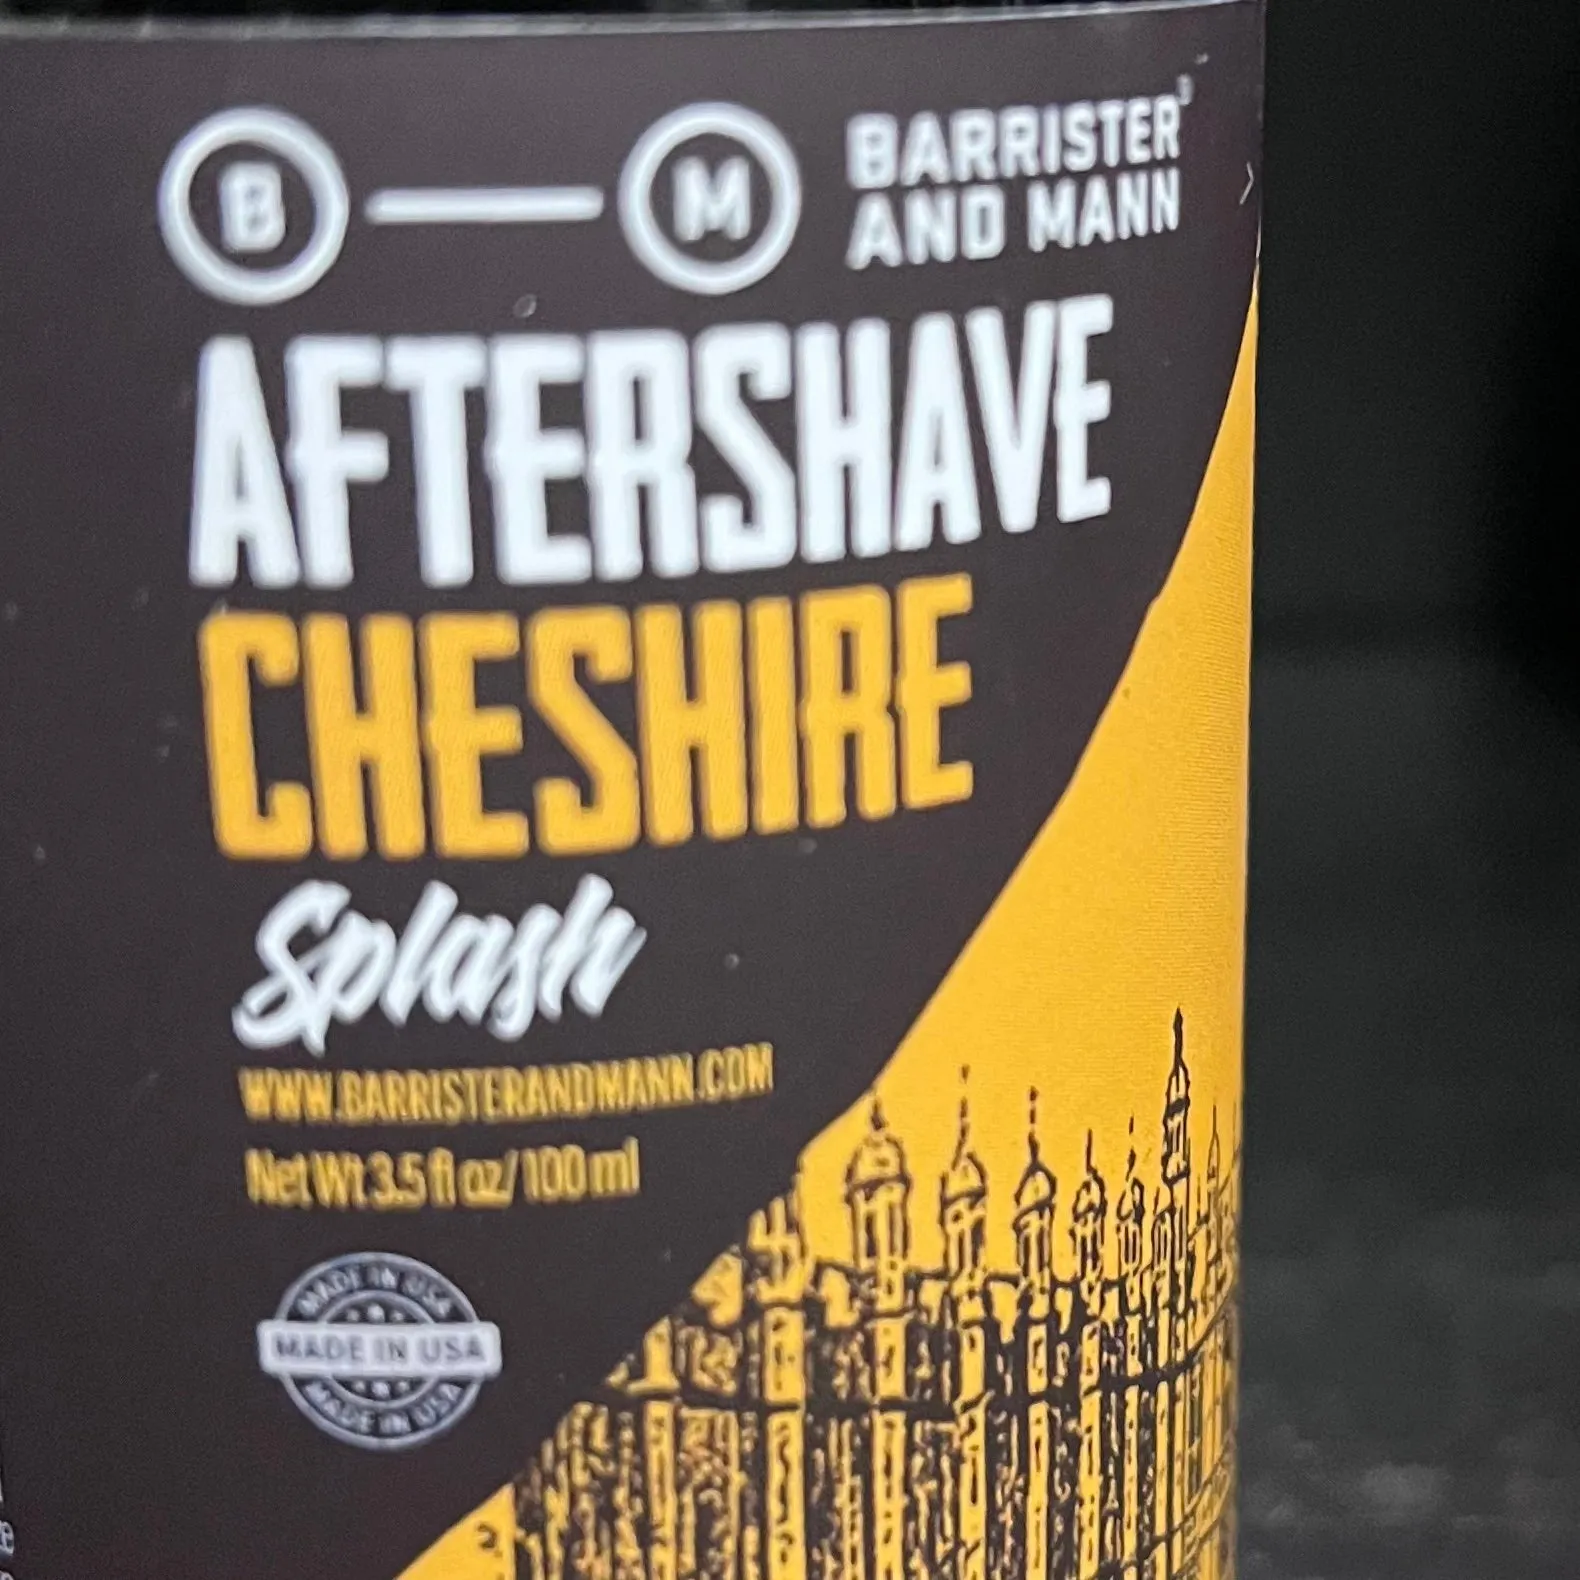 B M BARRISTER
AND MANN
AFTERSHAVE
CHESHIRE
Splash
WWW.BARRISTERANDMANN.COM
Net Wt 3.5 fl oz/100 ml
MADE IN USA
MADE IN USA
MADE IN USA